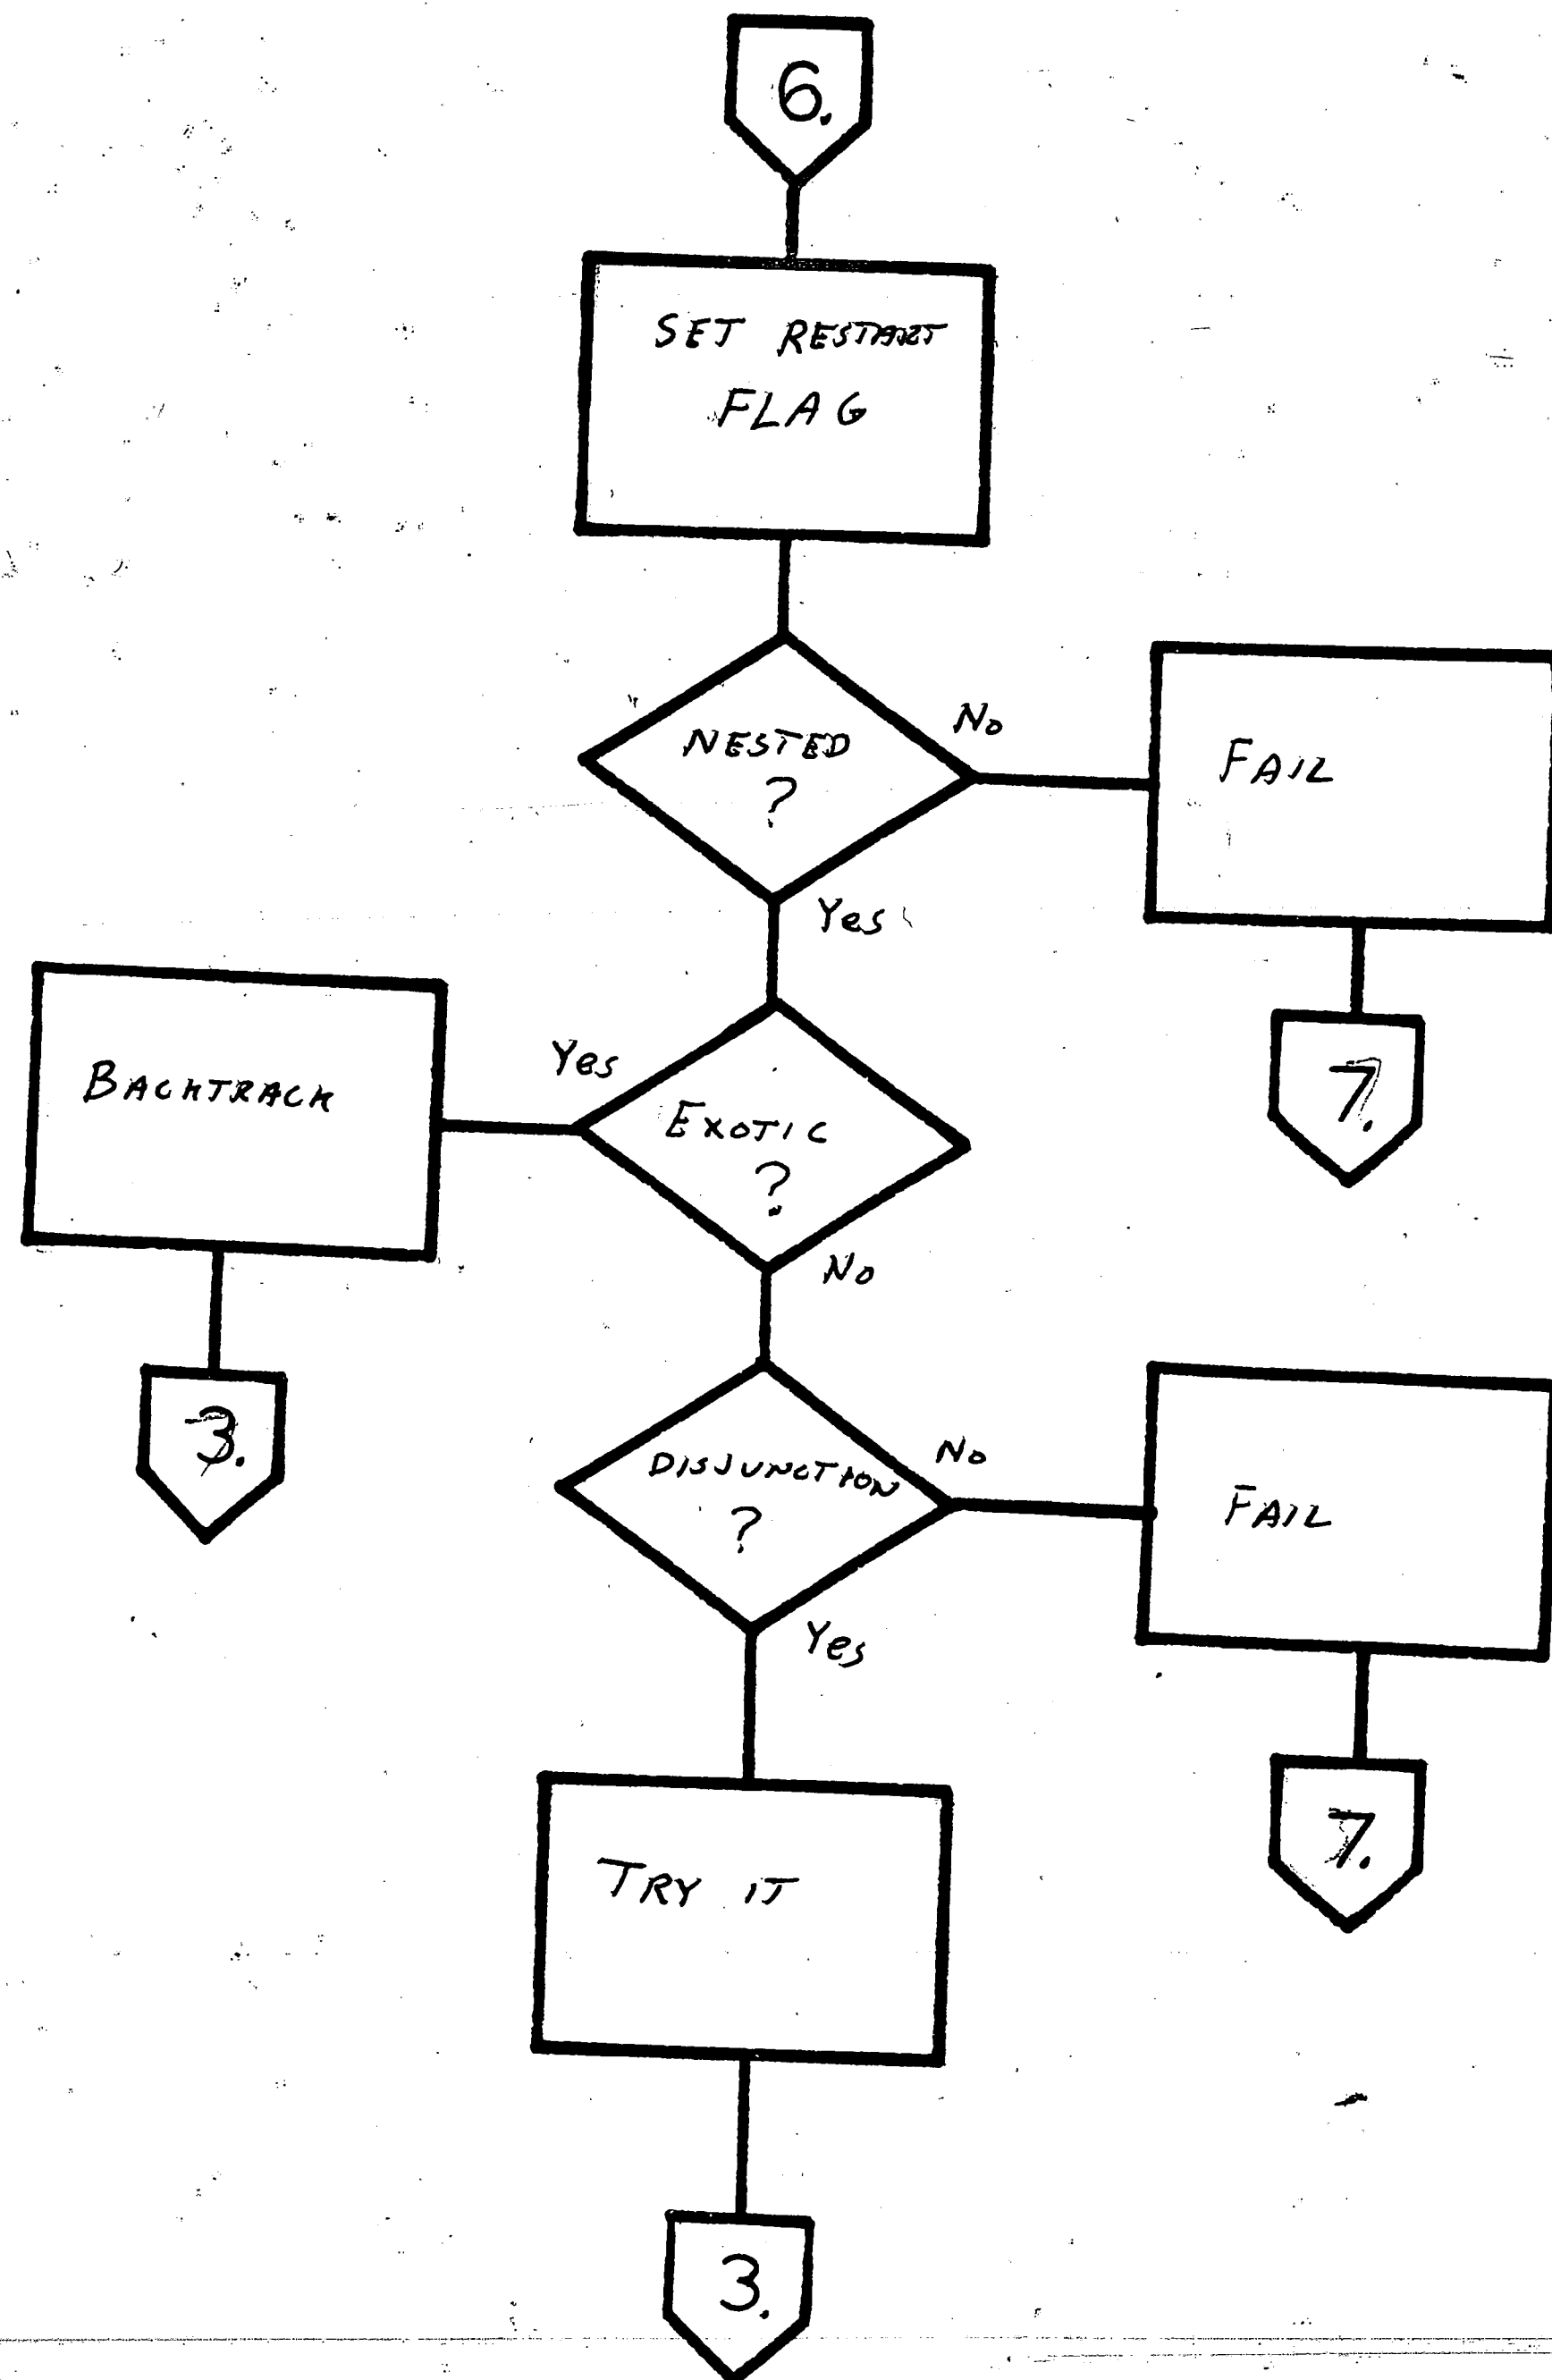 6.
SET RESTART
FLAG
NESTED
?
No
FAIL
Yes
7.
BACKTRACK
Yes
EXOTIC
?
No
3.
DISJUNCTION
?
No
FAIL
Yes
7.
TRY IT
3.